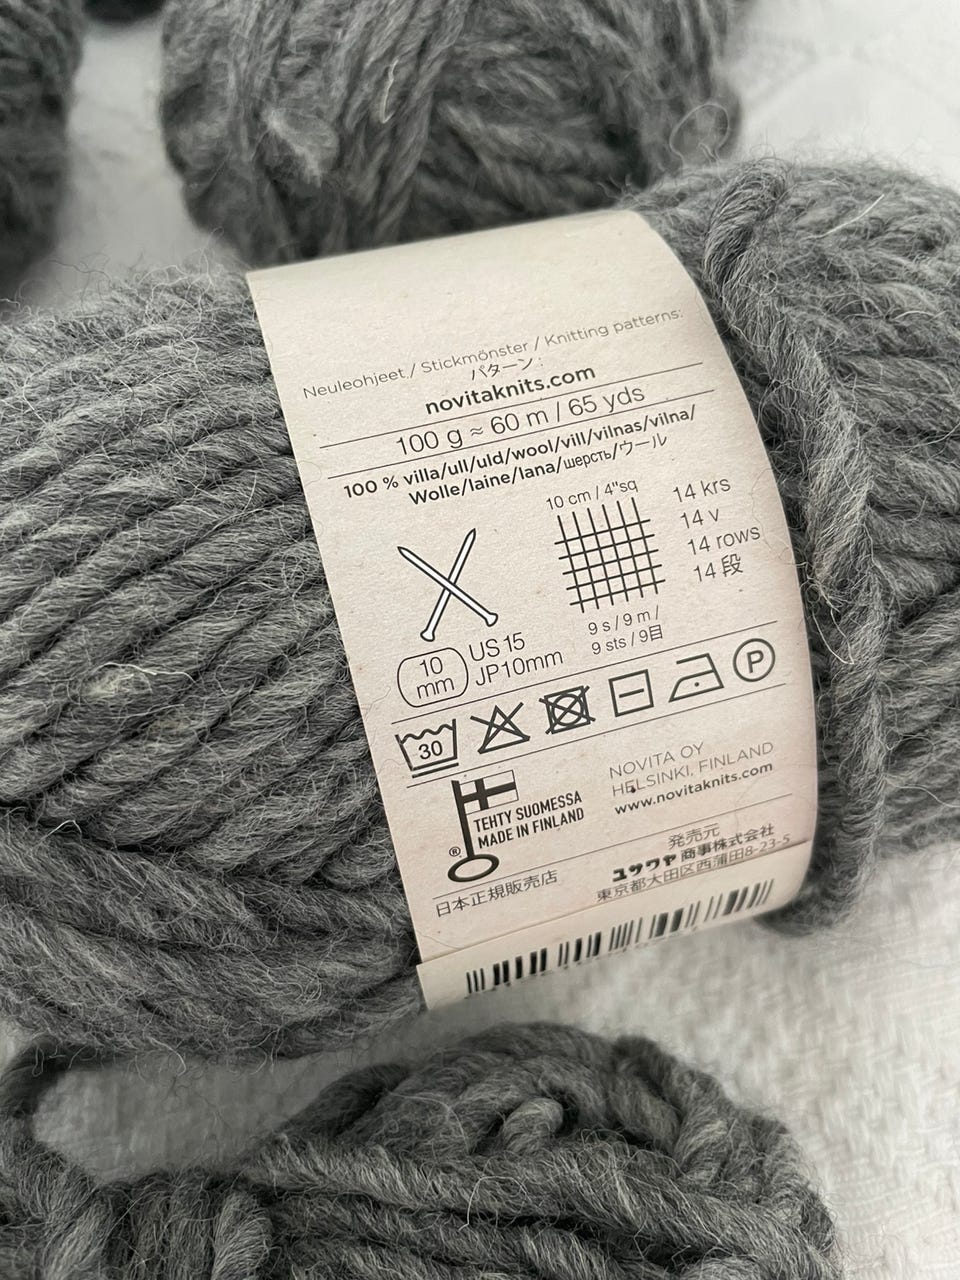 Neuleohjeet / Stickmönster / Knitting patterns:
パターン :
novitaknits.com
100 g ≈ 60 m / 65 yds
100 % villa/ull/uld/wool/vill/vilnas/vilna/
Wolle/laine/lana/шерсть/ウール
10 cm / 4"sq
14 krs
14 v
14 rows
14 段
9 s / 9 m /
9 sts / 9目
10 mm
US 15
JP10mm
30
P
NOVITA OY
HELSINKI, FINLAND
www.novitaknits.com
TEHTY SUOMESSA
MADE IN FINLAND
®
発売元
ユザワヤ 商事株式会社
東京都大田区西蒲田8-23-5
日本正規販売店